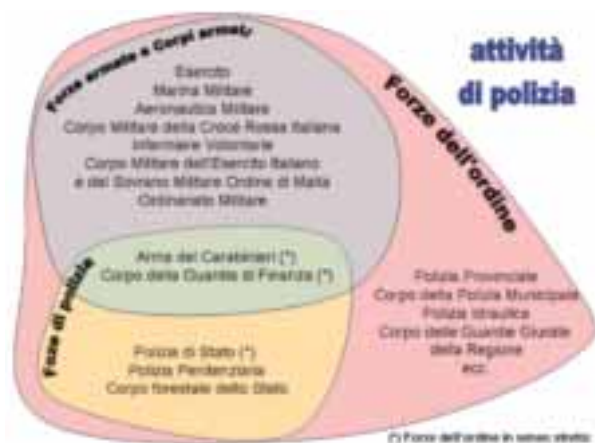 attività
di polizia
Forze armate e Corpi armati
Esercito
Marina Militare
Aeronautica Militare
Corpo Militare della Croce Rossa Italiana
Infermiere Volontarie
Corpo Militare dell'Esercito Italiano
e del Sovrano Militare Ordine di Malta
Ordinariato Militare
Forze dell'ordine
Arma dei Carabinieri (*)
Corpo della Guardia di Finanza (*)
Foze di polizia
Polizia di Stato (*)
Polizia Penitenziaria
Corpo forestale dello Stato
Polizia Provinciale
Corpo della Polizia Municipale
Polizia Idraulica
Corpo delle Guardie Giurate
della Regione
ecc.
(*) Forze dell'ordine in senso stretto